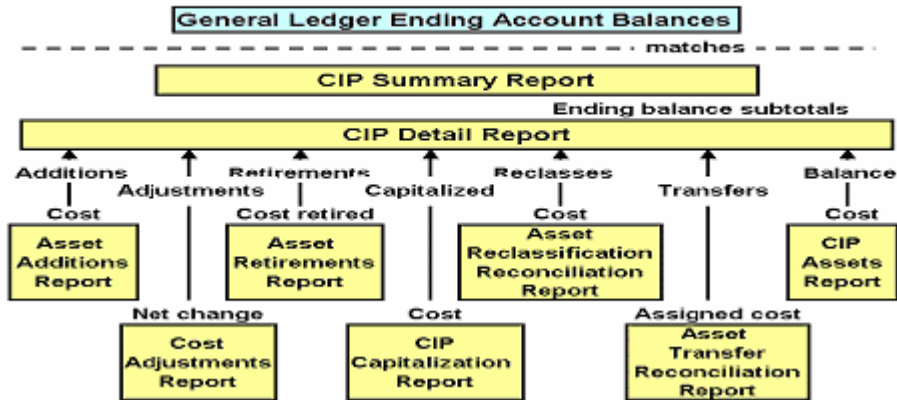 General Ledger Ending Account Balances
matches
CIP Summary Report
Ending balance subtotals
CIP Detail Report
Additions
Retirements
Reclasses
Balance
Adjustments
Capitalized
Transfers
Cost
Cost retired
Cost
Cost
Asset
Additions
Report
Asset
Retirements
Report
Asset
Reclassification
Reconciliation
Report
CIP
Assets
Report
Net change
Cost
Assigned cost
Cost
Adjustments
Report
CIP
Capitalization
Report
Asset
Transfer
Reconciliation
Report